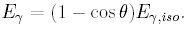 E_γ = (1 − cos θ)E_{γ,iso}.